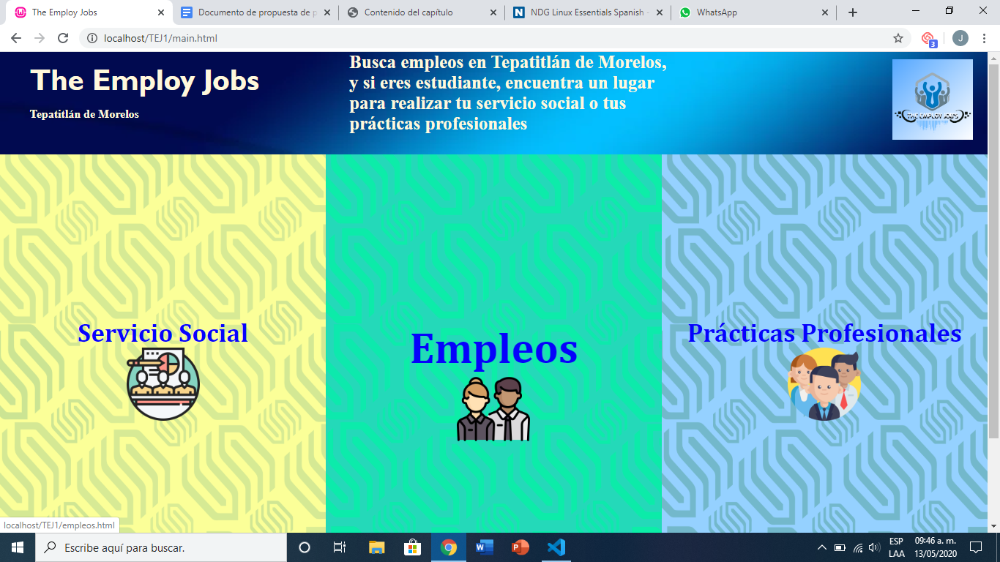 The Employ Jobs
Documento de propuesta de p
Contenido del capítulo
NDG Linux Essentials Spanish -
WhatsApp
localhost/TEJ1/main.html
3
J
The Employ Jobs
Tepatitlán de Morelos
Busca empleos en Tepatitlán de Morelos,
y si eres estudiante, encuentra un lugar
para realizar tu servicio social o tus
prácticas profesionales
THE EMPLOY JOB'S
Servicio Social
Empleos
Prácticas Profesionales
localhost/TEJ1/empleos.html
Escribe aquí para buscar.
ESP
LAA
09:46 a. m.
13/05/2020